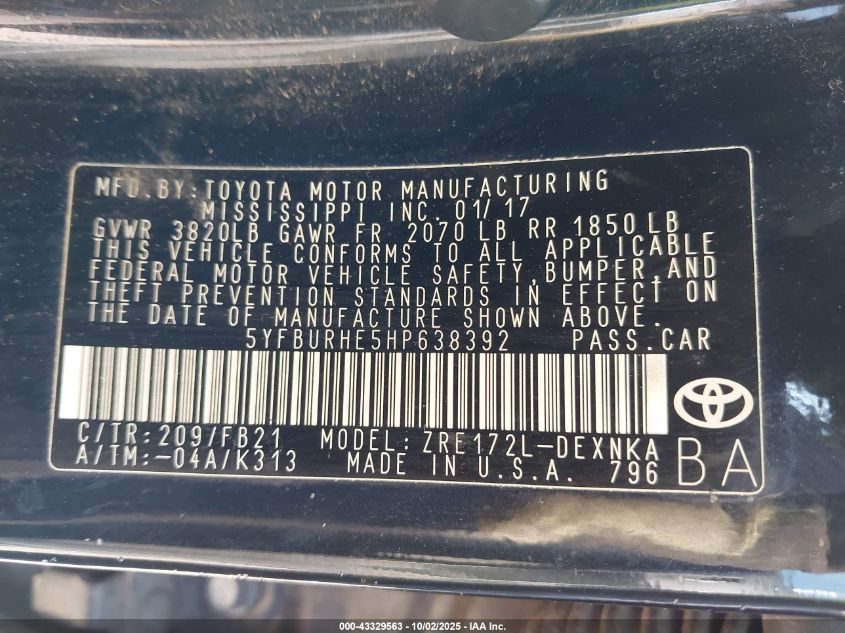 MFD.BY:TOYOTA MOTOR MANUFACTURING
MISSISSIPPI INC. 01/17
GVWR 3820LB GAWR FR 2070 LB RR 1850LB
THIS VEHICLE CONFORMS TO ALL APPLICABLE
FEDERAL MOTOR VEHICLE SAFETY,BUMPER,AND
THEFT PREVENTION STANDARDS IN EFFECT ON
THE DATE OF MANUFACTURE SHOWN ABOVE.
5YFBURHE5HP638392 PASS.CAR
C/TR:209/FB21 MODEL:ZRE172L-DEXNKA
A/TM:-04A/K313 MADE IN U.S.A. 796
BA
000-43329563 - 10/02/2025 - IAA Inc.